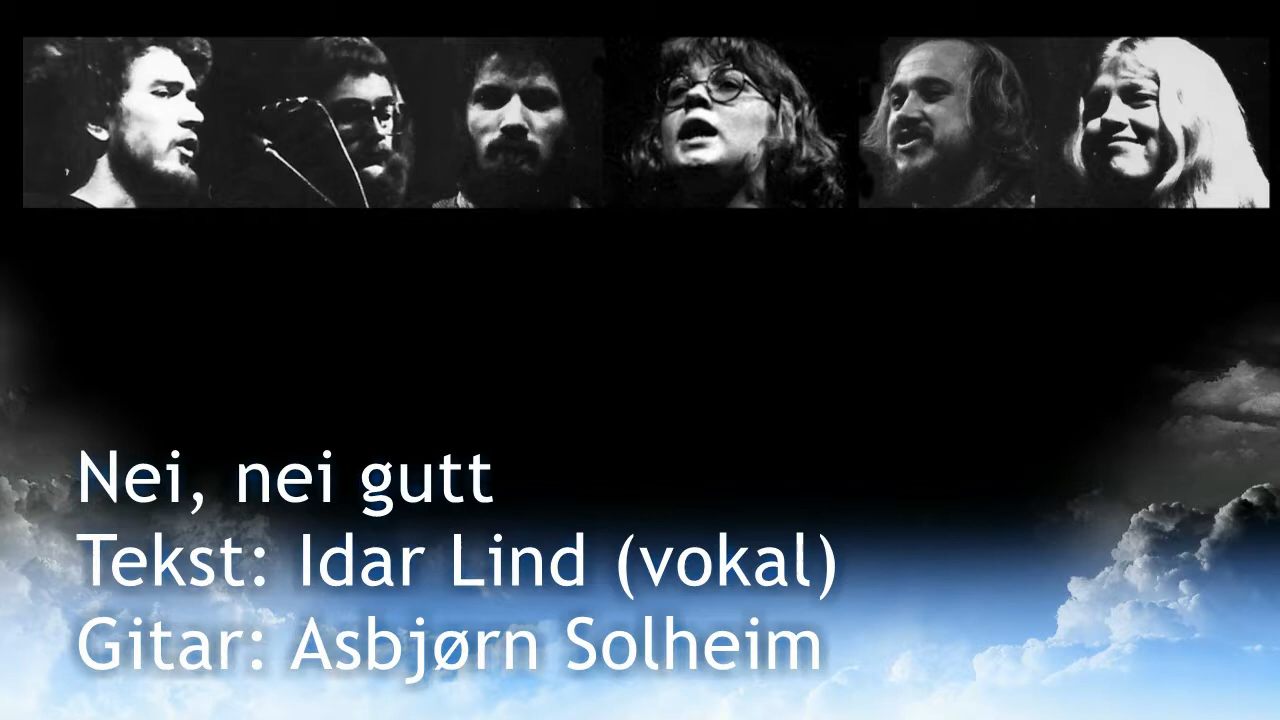 Nei, nei gutt
Tekst: Idar Lind (vokal)
Gitar: Asbjørn Solheim